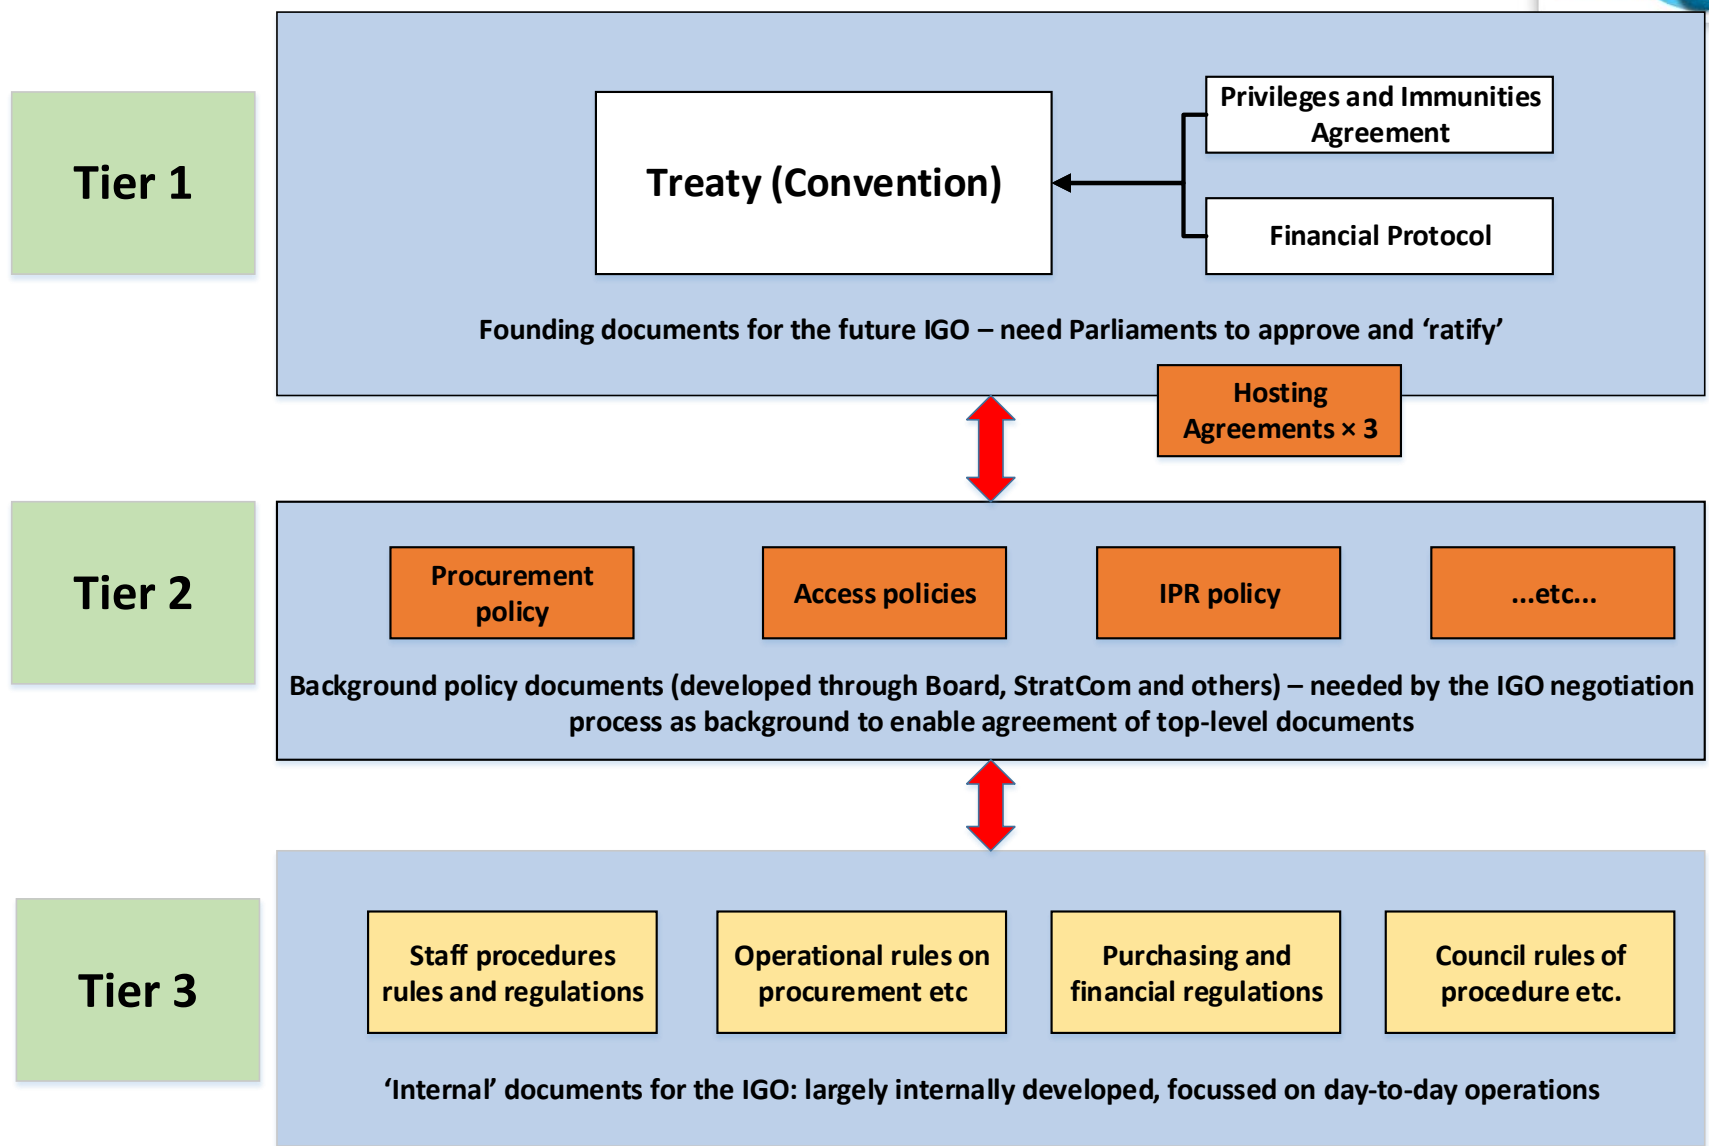 Tier 1
Treaty (Convention)
Privileges and Immunities
Agreement
Financial Protocol
Founding documents for the future IGO – need Parliaments to approve and ‘ratify’
Hosting
Agreements × 3
Tier 2
Procurement
policy
Access policies
IPR policy
...etc...
Background policy documents (developed through Board, StratCom and others) – needed by the IGO negotiation
process as background to enable agreement of top-level documents
Tier 3
Staff procedures
rules and regulations
Operational rules on
procurement etc
Purchasing and
financial regulations
Council rules of
procedure etc.
‘Internal’ documents for the IGO: largely internally developed, focussed on day-to-day operations